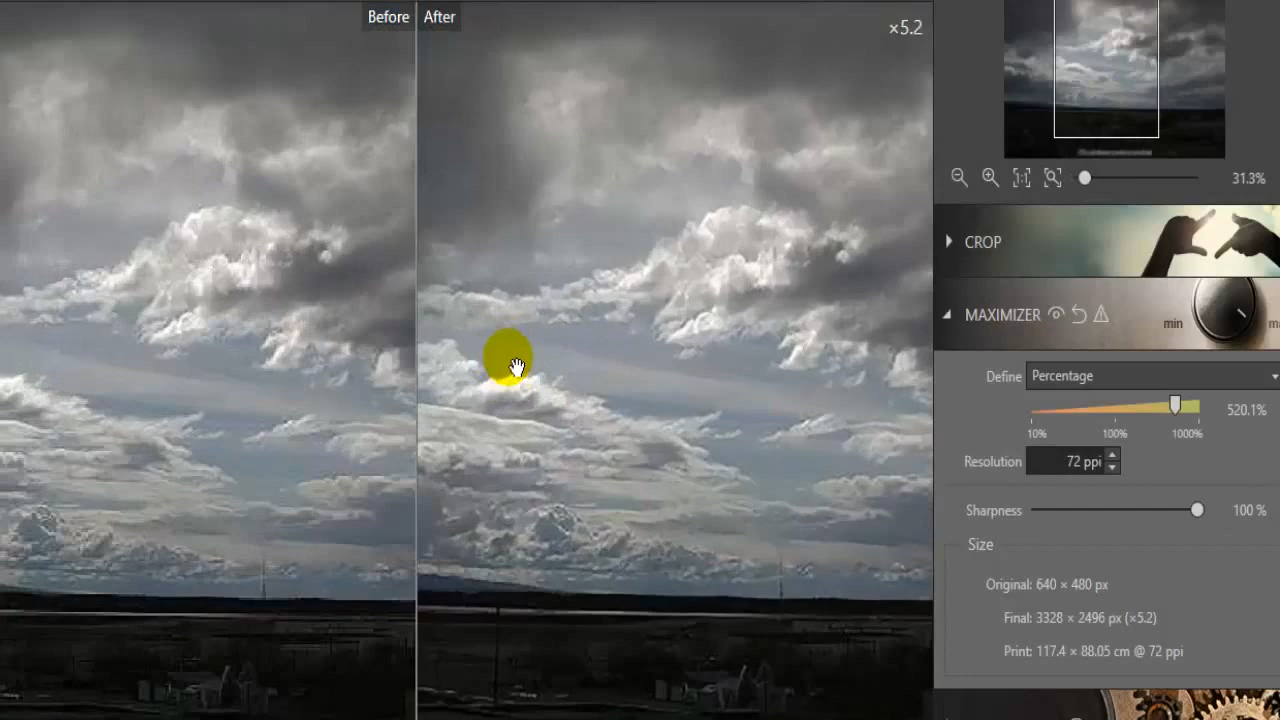 Before
After
×5.2
31.3%
CROP
MAXIMIZER
min
Define
Percentage
520.1%
10%
100%
1000%
Resolution
72 ppi
Sharpness
100 %
Size
Original: 640 × 480 px
Final: 3328 × 2496 px (×5.2)
Print: 117.4 × 88.05 cm @ 72 ppi